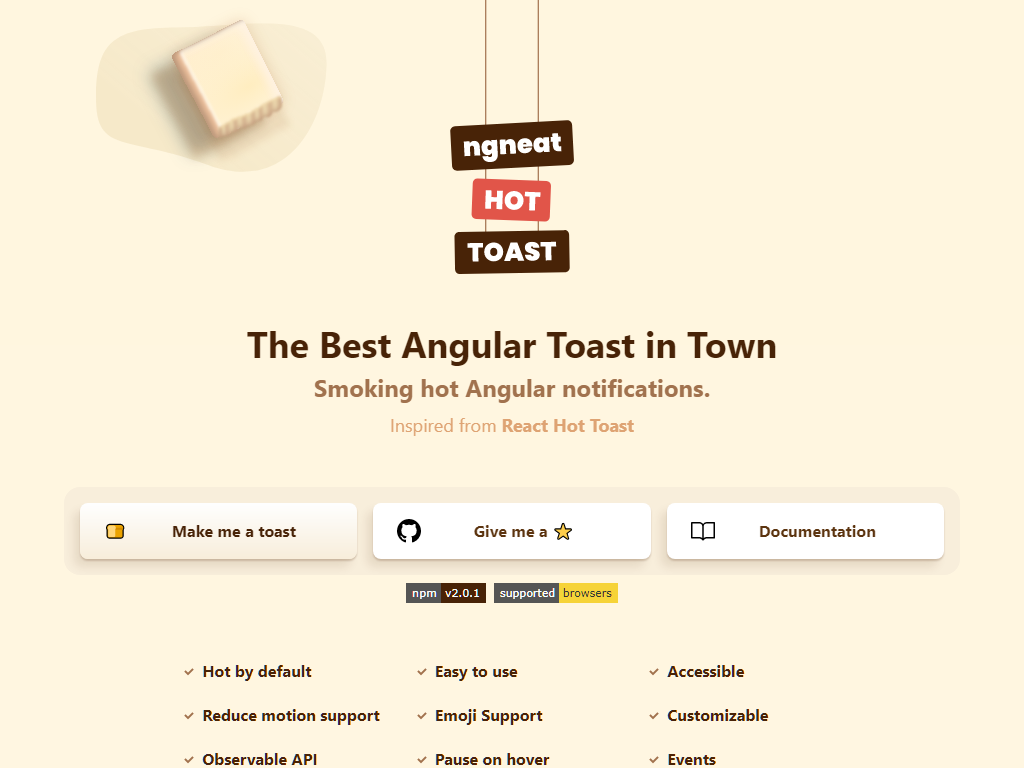 ngneat
HOT
TOAST
The Best Angular Toast in Town
Smoking hot Angular notifications.
Inspired from React Hot Toast
Make me a toast
Give me a ⭐
Documentation
npm v2.0.1 supported browsers
Hot by default
Easy to use
Accessible
Reduce motion support
Emoji Support
Customizable
Observable API
Pause on hover
Events